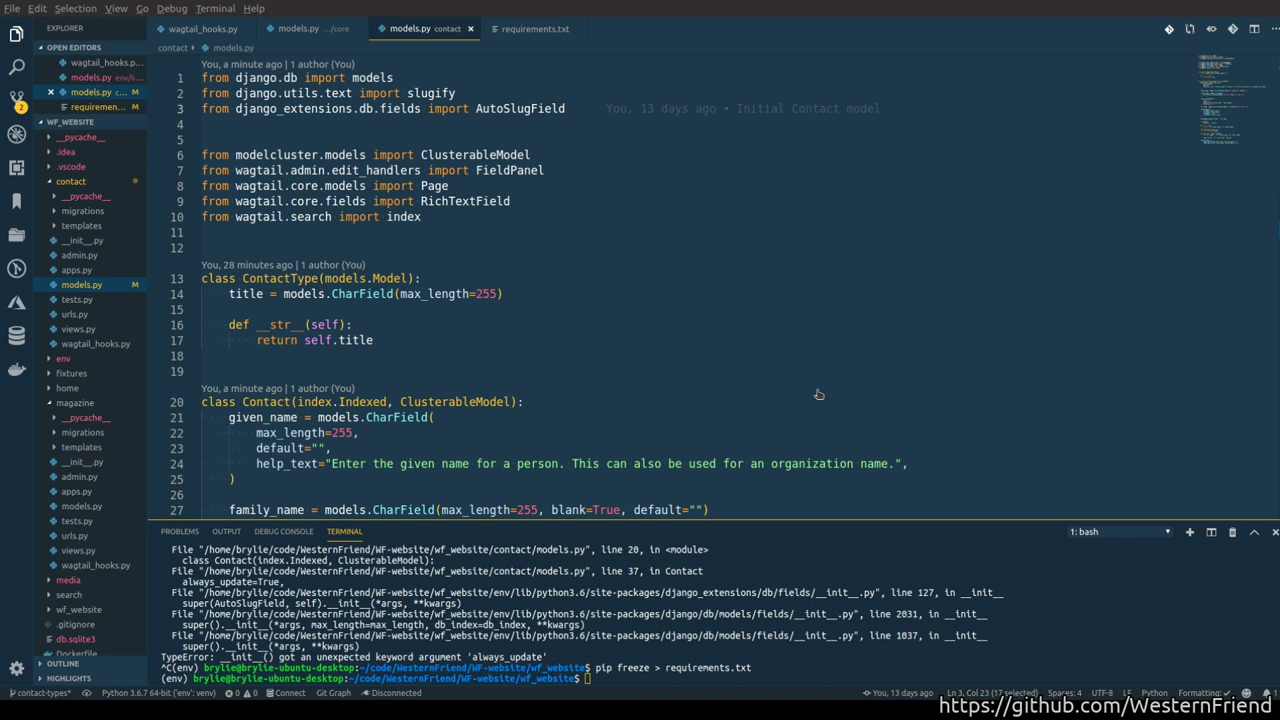 File Edit Selection View Go Debug Terminal Help
EXPLORER
wagtail_hooks.py
models.py .../core
models.py contact ×
requirements.txt
OPEN EDITORS
wagtail_hooks.p...
models.py env/li...
× models.py c... M
requiremen... M
WF_WEBSITE
__pycache__
.idea
.vscode
contact
__pycache__
migrations
templates
__init__.py
admin.py
apps.py
models.py M
tests.py
urls.py
views.py
wagtail_hooks.py
env
fixtures
home
magazine
__pycache__
migrations
templates
__init__.py
admin.py
apps.py
models.py
tests.py
urls.py
views.py
wagtail_hooks.py
media
search
wf_website
.gitignore
db.sqlite3
Dockerfile
OUTLINE
HIGHLIGHTS
2
contact models.py
You, a minute ago | 1 author (You)
1 from django.db import models
2 from django.utils.text import slugify
3 from django_extensions.db.fields import AutoSlugField You, 13 days ago • Initial Contact model
4
5
6 from modelcluster.models import ClusterableModel
7 from wagtail.admin.edit_handlers import FieldPanel
8 from wagtail.core.models import Page
9 from wagtail.core.fields import RichTextField
10 from wagtail.search import index
11
12
You, 28 minutes ago | 1 author (You)
13 class ContactType(models.Model):
14 title = models.CharField(max_length=255)
15
16 def __str__(self):
17 return self.title
18
19
You, a minute ago | 1 author (You)
20 class Contact(index.Indexed, ClusterableModel):
21 given_name = models.CharField(
22 max_length=255,
23 default="",
24 help_text="Enter the given name for a person. This can also be used for an organization name.",
25 )
26
27 family_name = models.CharField(max_length=255, blank=True, default="")
PROBLEMS OUTPUT DEBUG CONSOLE TERMINAL 1: bash
File "/home/brylie/code/WesternFriend/WF-website/wf_website/contact/models.py", line 20, in <module>
class Contact(index.Indexed, ClusterableModel):
File "/home/brylie/code/WesternFriend/WF-website/wf_website/contact/models.py", line 37, in Contact
always_update=True,
File "/home/brylie/code/WesternFriend/WF-website/wf_website/env/lib/python3.6/site-packages/django_extensions/db/fields/__init__.py", line 127, in __init__
super(AutoSlugField, self).__init__(*args, **kwargs)
File "/home/brylie/code/WesternFriend/WF-website/wf_website/env/lib/python3.6/site-packages/django/db/models/fields/__init__.py", line 2031, in __init__
super().__init__(*args, max_length=max_length, db_index=db_index, **kwargs)
File "/home/brylie/code/WesternFriend/WF-website/wf_website/env/lib/python3.6/site-packages/django/db/models/fields/__init__.py", line 1037, in __init__
super().__init__(*args, **kwargs)
TypeError: __init__() got an unexpected keyword argument 'always_update'
^C(env) brylie@brylie-ubuntu-desktop:~/code/WesternFriend/WF-website/wf_website$ pip freeze > requirements.txt
(env) brylie@brylie-ubuntu-desktop:~/code/WesternFriend/WF-website/wf_website$
contact-types* Python 3.6.7 64-bit ('env': venv) 0 0 Connect Git Graph Disconnected You, 13 days ago Ln 3, Col 23 (17 selected) Spaces: 4 UTF-8 LF Python Formatting: 1
https://github.com/WesternFriend